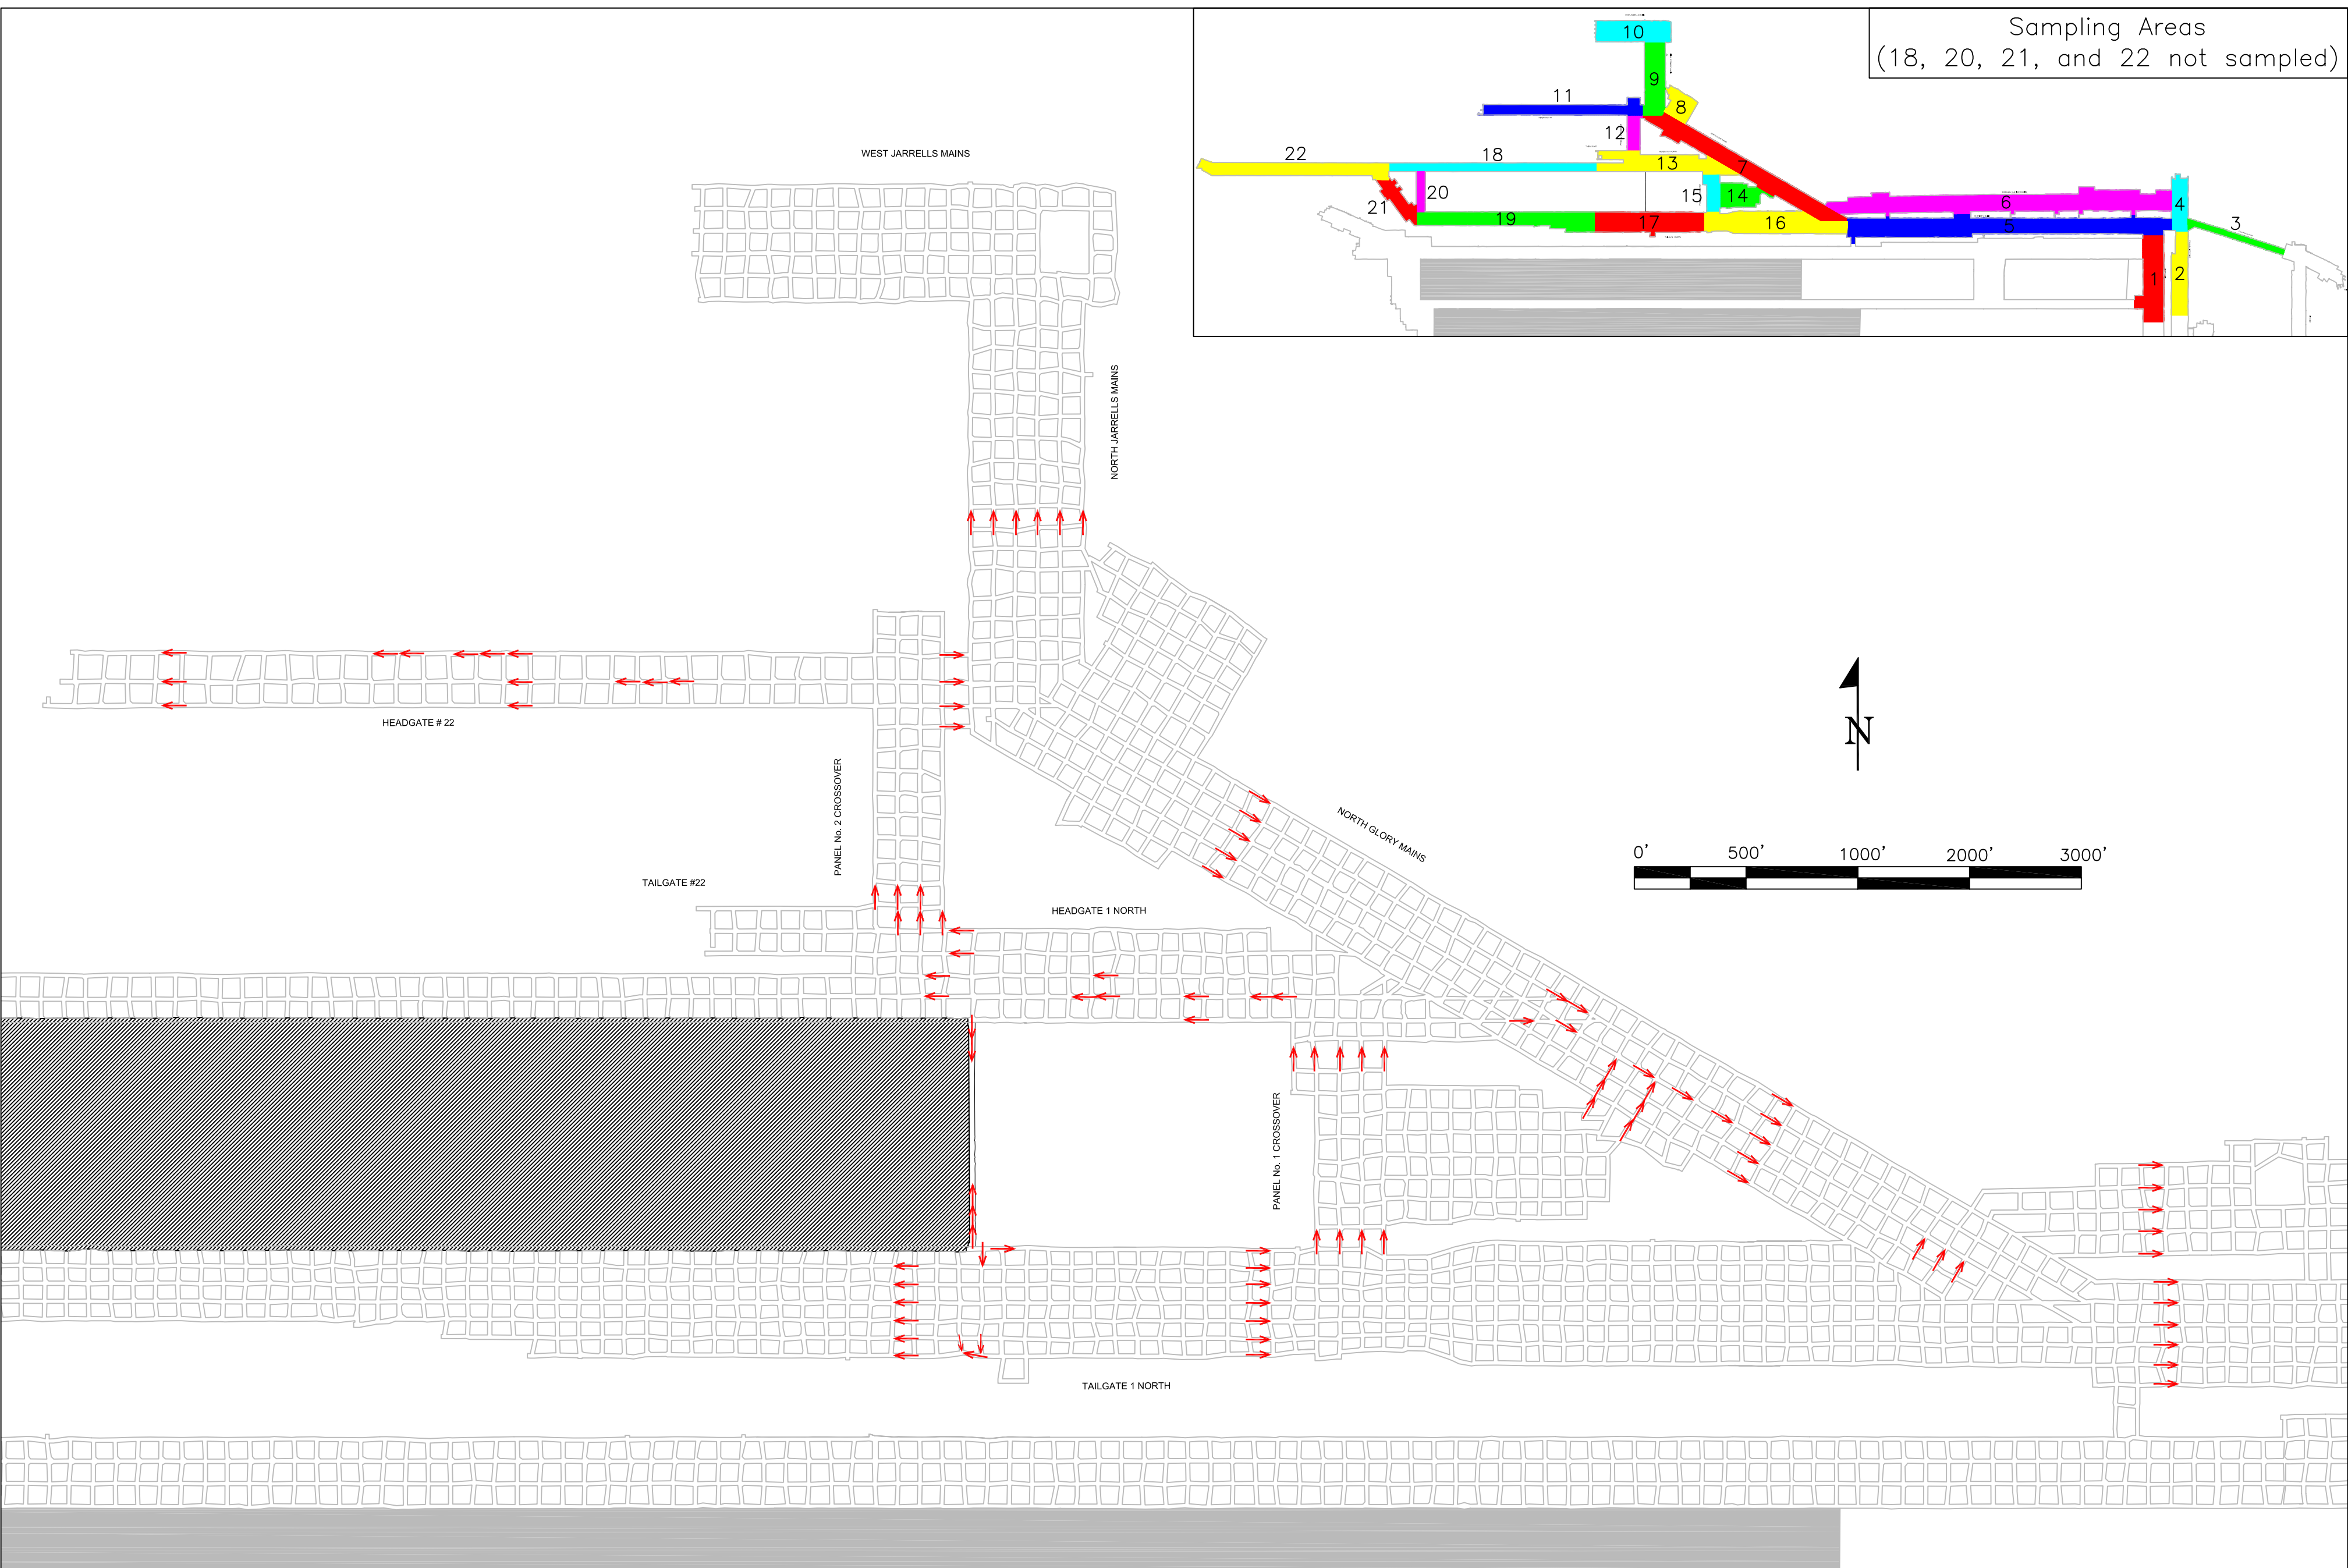 Sampling Areas
(18, 20, 21, and 22 not sampled)
10
9
8
11
12
7
13
22
18
20
21
15
14
19
17
16
6
4
5
3
1
2
WEST JARRELLS MAINS
NORTH JARRELLS MAINS
HEADGATE # 22
PANEL No. 2 CROSSOVER
NORTH GLORY MAINS
TAILGATE #22
HEADGATE 1 NORTH
N
0' 500' 1000' 2000' 3000'
PANEL No. 1 CROSSOVER
TAILGATE 1 NORTH